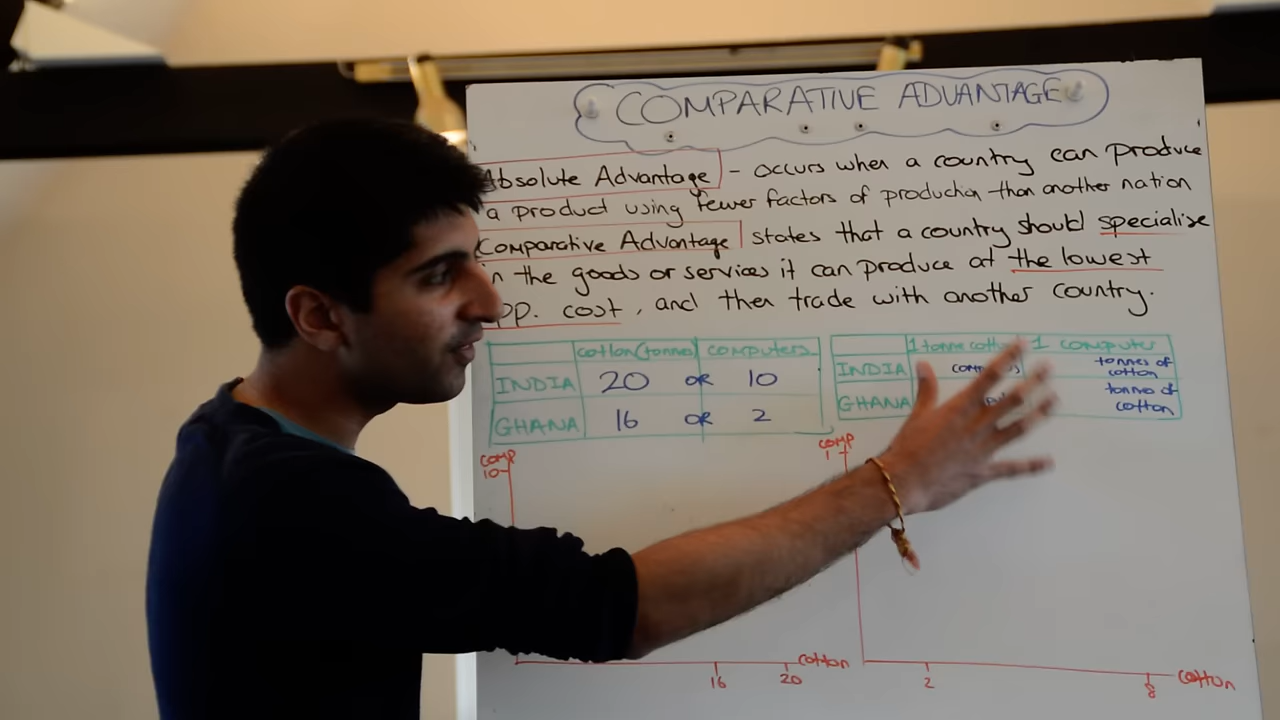 COMPARATIVE ADVANTAGE
Absolute Advantage - occurs when a country can produce
a product using fewer factors of production than another nation
Comparative Advantage states that a country should specialise
in the goods or services it can produce at the lowest
pp. cost, and then trade with another country.
cotton (tonnes) computers
INDIA 20 OR 10
GHANA 16 OR 2
1 tonne cotton 1 computer
INDIA tonnes of cotton
GHANA tonnes of cotton
COMP
10
16 20 cotton
COMP
1
2 8 cotton